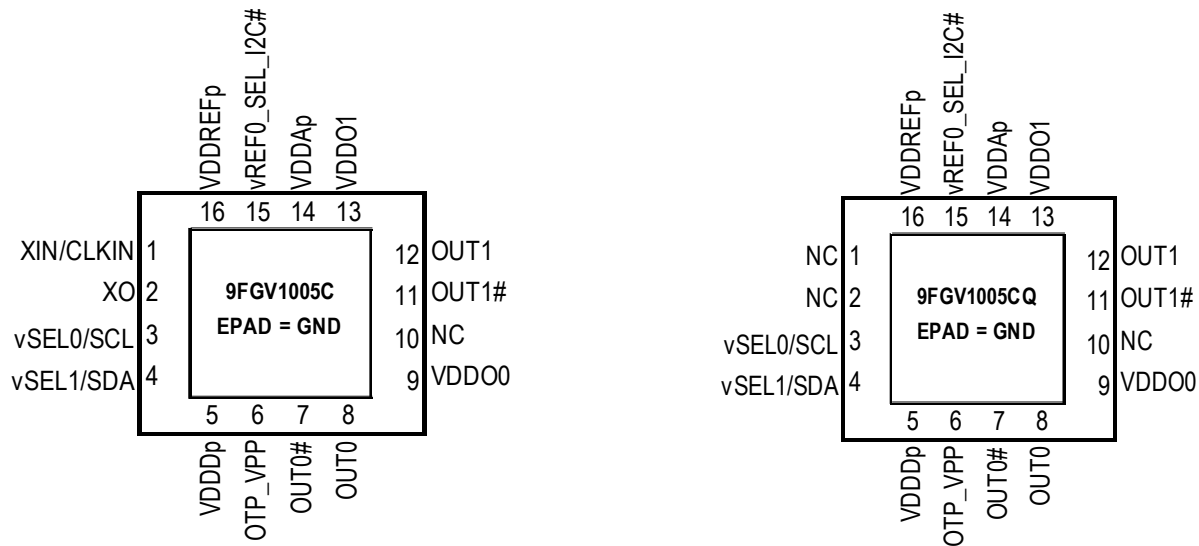 VDDREFp
vREF0_SEL_I2C#
VDDAp
VDDO1
16 15 14 13
XIN/CLKIN 1
XO 2
vSEL0/SCL 3
vSEL1/SDA 4
9FGV1005C
EPAD = GND
12 OUT1
11 OUT1#
10 NC
9 VDDO0
5 6 7 8
VDDDp
OTP_VPP
OUT0#
OUT0
VDDREFp
vREF0_SEL_I2C#
VDDAp
VDDO1
16 15 14 13
NC 1
NC 2
vSEL0/SCL 3
vSEL1/SDA 4
9FGV1005CQ
EPAD = GND
12 OUT1
11 OUT1#
10 NC
9 VDDO0
5 6 7 8
VDDDp
OTP_VPP
OUT0#
OUT0